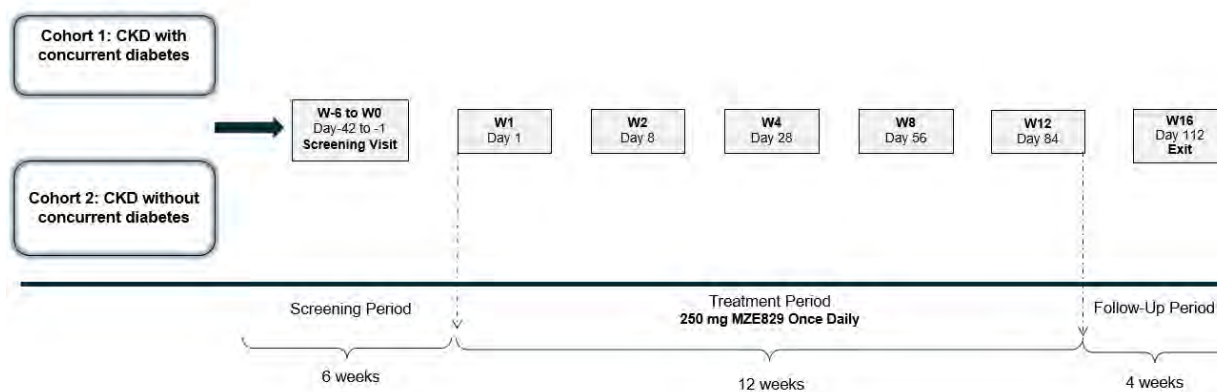 Cohort 1: CKD with
concurrent diabetes
Cohort 2: CKD without
concurrent diabetes
W-6 to W0
Day-42 to -1
Screening Visit
W1
Day 1
W2
Day 8
W4
Day 28
W8
Day 56
W12
Day 84
W16
Day 112
Exit
Screening Period
Treatment Period
250 mg MZE829 Once Daily
Follow-Up Period
6 weeks
12 weeks
4 weeks